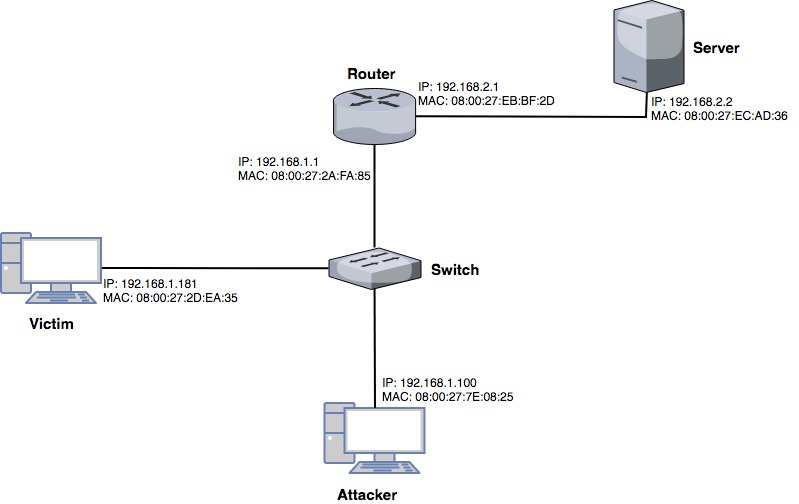 Server
Router
IP: 192.168.2.1
MAC: 08:00:27:EB:BF:2D
IP: 192.168.2.2
MAC: 08:00:27:EC:AD:36
IP: 192.168.1.1
MAC: 08:00:27:2A:FA:85
Switch
IP: 192.168.1.181
MAC: 08:00:27:2D:EA:35
Victim
IP: 192.168.1.100
MAC: 08:00:27:7E:08:25
Attacker